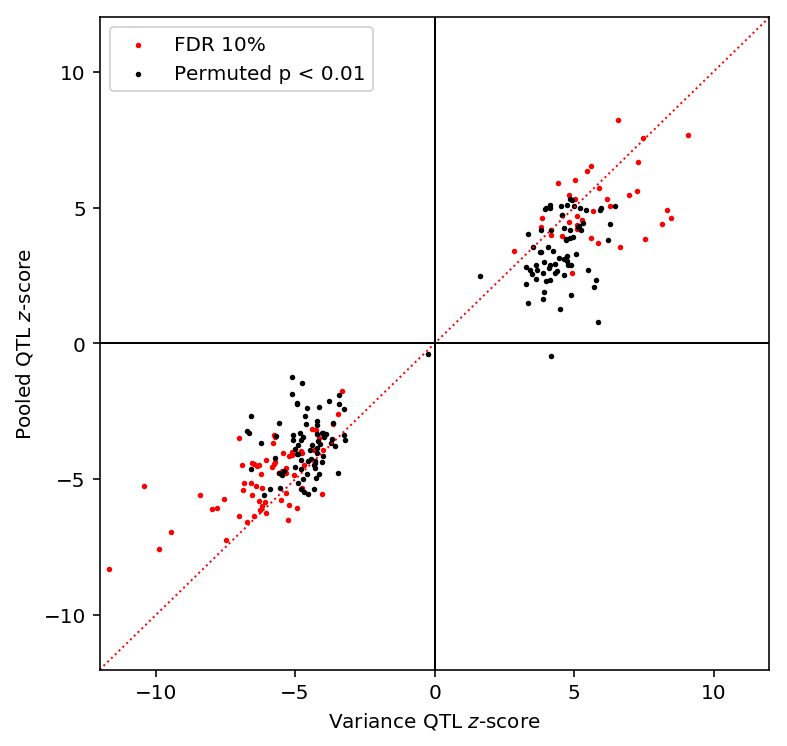 FDR 10%
Permuted p < 0.01
10
5
0
−5
−10
Pooled QTL z-score
−10 −5 0 5 10
Variance QTL z-score